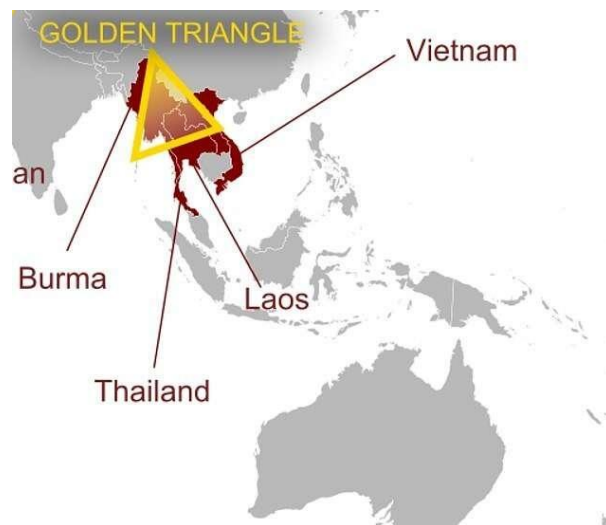 GOLDEN TRIANGLE
Vietnam
an
Burma
Laos
Thailand